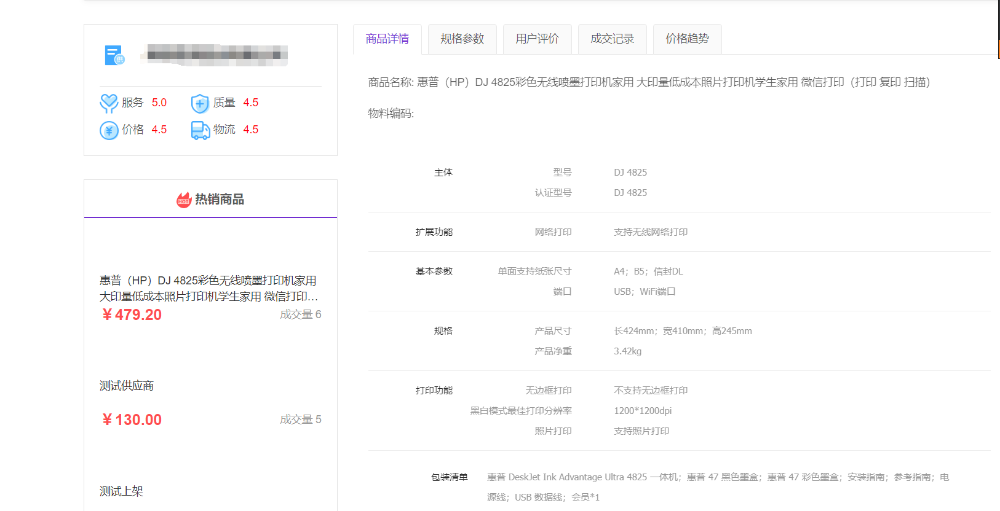 供
服务 5.0 质量 4.5
价格 4.5 物流 4.5
HOT 热销商品
惠普（HP）DJ 4825彩色无线喷墨打印机家用
大印量低成本照片打印机学生家用 微信打印…
￥479.20 成交量 6
测试供应商
￥130.00 成交量 5
测试上架
商品详情 规格参数 用户评价 成交记录 价格趋势
商品名称: 惠普（HP）DJ 4825彩色无线喷墨打印机家用 大印量低成本照片打印机学生家用 微信打印（打印 复印 扫描）
物料编码:
主体 型号 DJ 4825
认证型号 DJ 4825
扩展功能 网络打印 支持无线网络打印
基本参数 单面支持纸张尺寸 A4；B5；信封DL
端口 USB；WiFi端口
规格 产品尺寸 长424mm；宽410mm；高245mm
产品净重 3.42kg
打印功能 无边框打印 不支持无边框打印
黑白模式最佳打印分辨率 1200*1200dpi
照片打印 支持照片打印
包装清单 惠普 DeskJet Ink Advantage Ultra 4825 一体机；惠普 47 黑色墨盒；惠普 47 彩色墨盒；安装指南；参考指南；电
源线；USB 数据线；会员*1